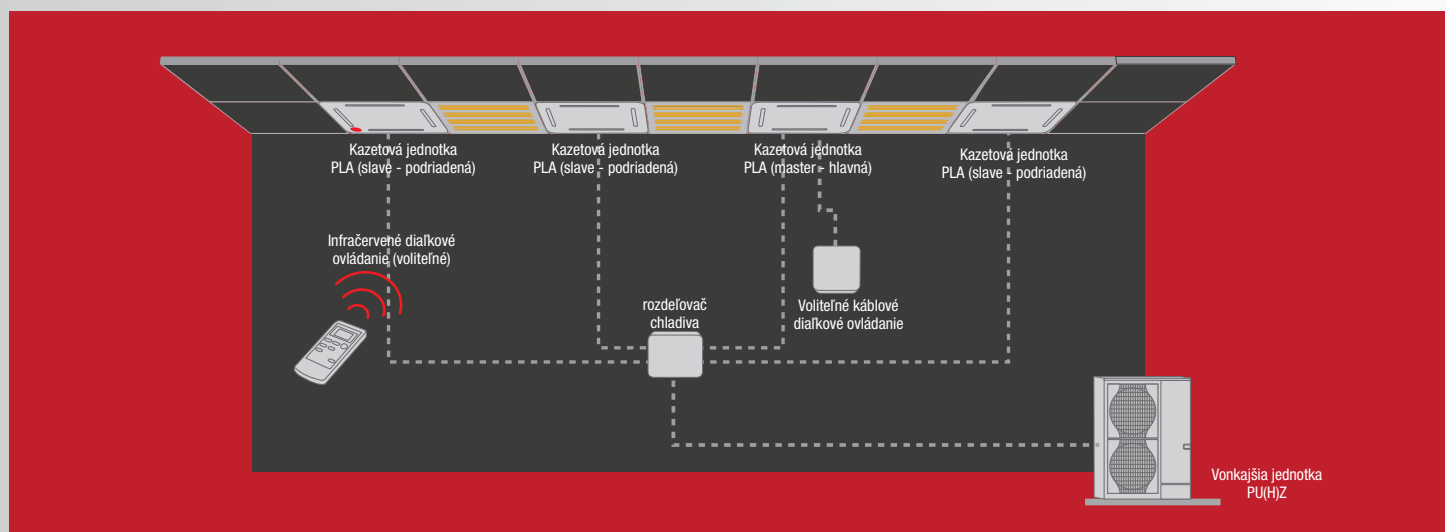 Kazetová jednotka
PLA (slave - podriadená)
Kazetová jednotka
PLA (slave - podriadená)
Kazetová jednotka
PLA (master - hlavná)
Kazetová jednotka
PLA (slave - podriadená)
Infračervené diaľkové
ovládanie (voliteľné)
rozdeľovač
chladiva
Voliteľné káblové
diaľkové ovládanie
Vonkajšia jednotka
PU(H)Z